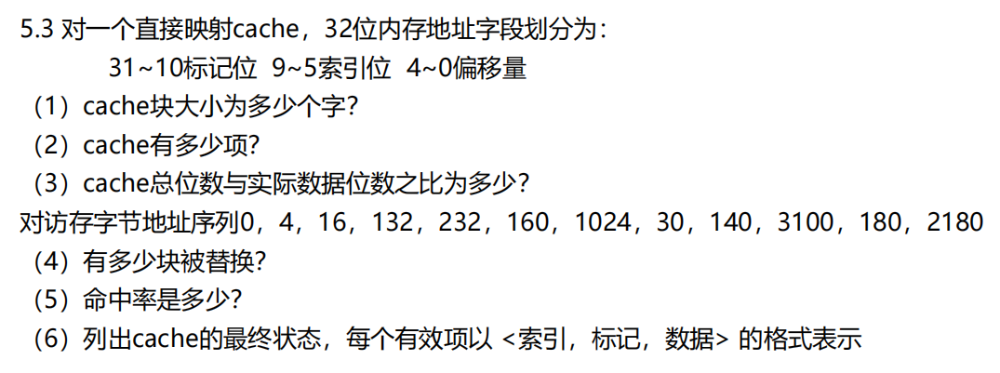 5.3 对一个直接映射cache，32位内存地址字段划分为：
31~10标记位 9~5索引位 4~0偏移量
（1）cache块大小为多少个字？
（2）cache有多少项？
（3）cache总位数与实际数据位数之比为多少？
对访存字节地址序列0，4，16，132，232，160，1024，30，140，3100，180，2180
（4）有多少块被替换？
（5）命中率是多少？
（6）列出cache的最终状态，每个有效项以 <索引，标记，数据> 的格式表示